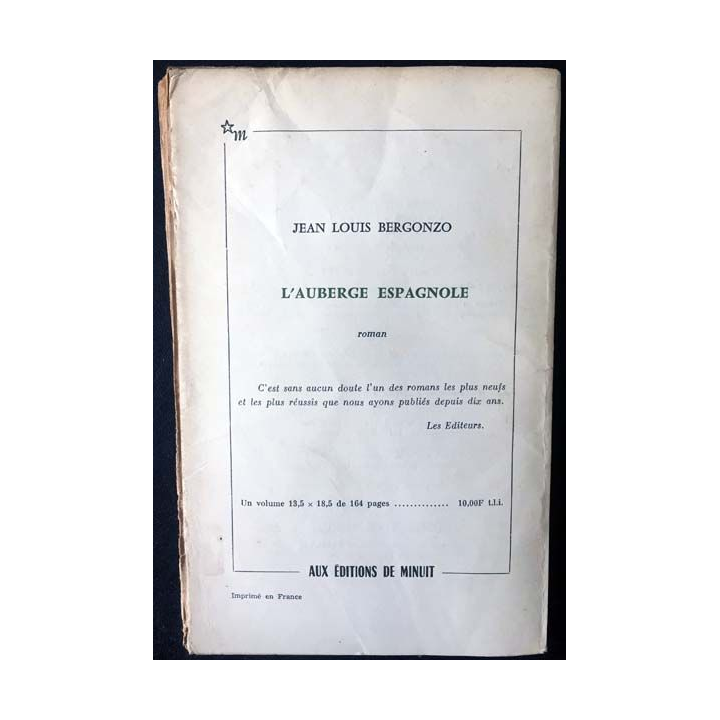 m
JEAN LOUIS BERGONZO
L'AUBERGE ESPAGNOLE
roman
C'est sans aucun doute l'un des romans les plus neufs
et les plus réussis que nous ayons publiés depuis dix ans.
Les Editeurs.
Un volume 13,5 × 18,5 de 164 pages .............. 10,00F t.l.i.
AUX ÉDITIONS DE MINUIT
Imprimé en France